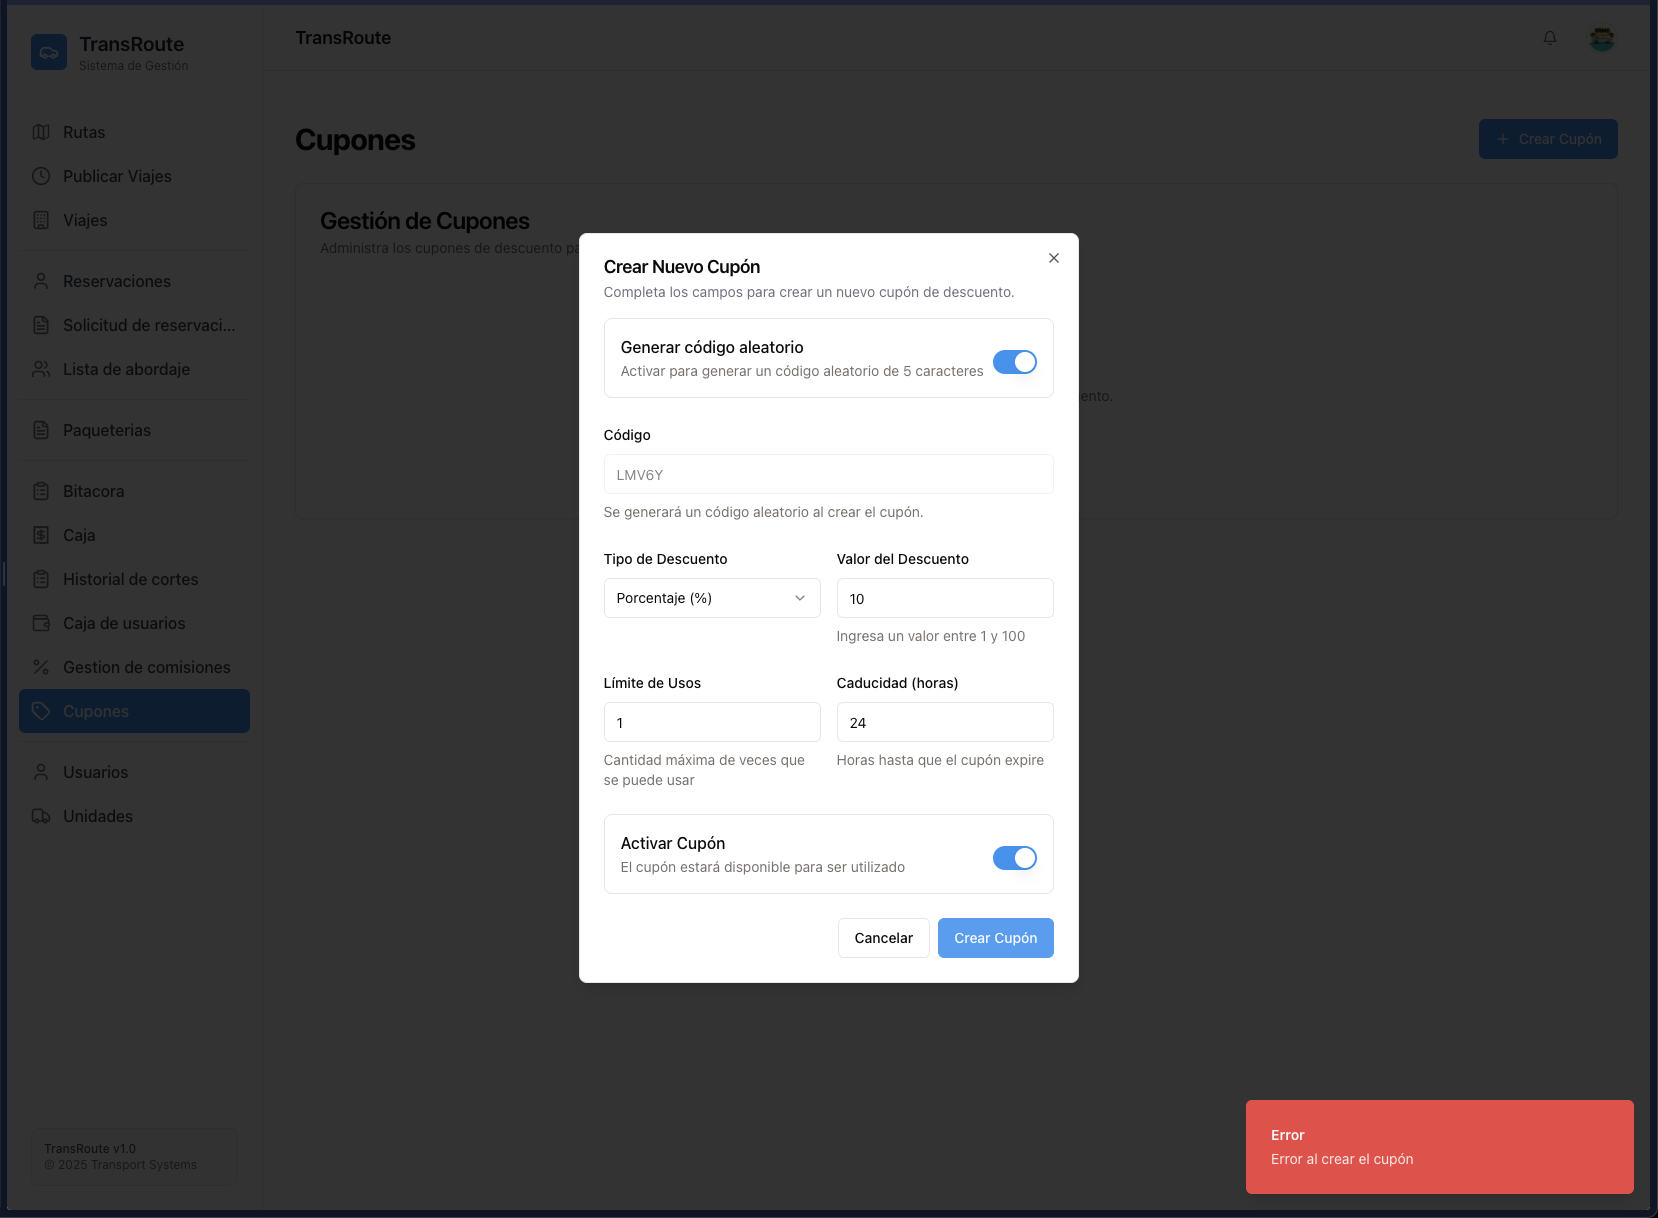 TransRoute
Sistema de Gestión
Rutas
Publicar Viajes
Viajes
Reservaciones
Solicitud de reservaci...
Lista de abordaje
Paqueterias
Bitacora
Caja
Historial de cortes
Caja de usuarios
Gestion de comisiones
Cupones
Usuarios
Unidades
TransRoute v1.0
© 2025 Transport Systems
TransRoute
Cupones
Crear Cupón
Gestión de Cupones
Administra los cupones de descuento pa
ento.
Crear Nuevo Cupón
Completa los campos para crear un nuevo cupón de descuento.
Generar código aleatorio
Activar para generar un código aleatorio de 5 caracteres
Código
LMV6Y
Se generará un código aleatorio al crear el cupón.
Tipo de Descuento
Porcentaje (%)
Valor del Descuento
10
Ingresa un valor entre 1 y 100
Límite de Usos
1
Cantidad máxima de veces que
se puede usar
Caducidad (horas)
24
Horas hasta que el cupón expire
Activar Cupón
El cupón estará disponible para ser utilizado
Cancelar
Crear Cupón
Error
Error al crear el cupón